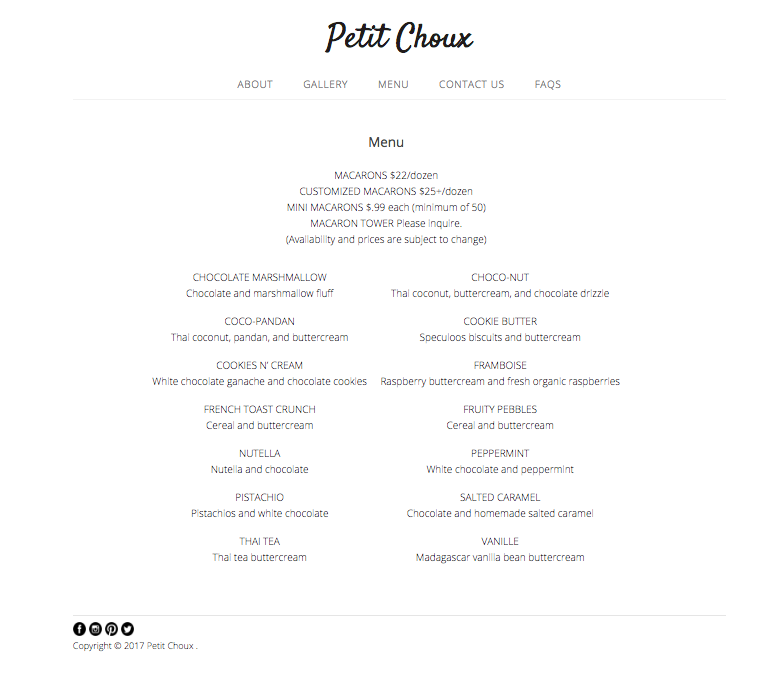 Petit Choux
ABOUT GALLERY MENU CONTACT US FAQS
Menu
MACARONS $22/dozen
CUSTOMIZED MACARONS $25+/dozen
MINI MACARONS $.99 each (minimum of 50)
MACARON TOWER Please inquire.
(Availability and prices are subject to change)
CHOCOLATE MARSHMALLOW
Chocolate and marshmallow fluff
CHOCO-NUT
Thai coconut, buttercream, and chocolate drizzle
COCO-PANDAN
Thai coconut, pandan, and buttercream
COOKIE BUTTER
Speculoos biscuits and buttercream
COOKIES N' CREAM
White chocolate ganache and chocolate cookies
FRAMBOISE
Raspberry buttercream and fresh organic raspberries
FRENCH TOAST CRUNCH
Cereal and buttercream
FRUITY PEBBLES
Cereal and buttercream
NUTELLA
Nutella and chocolate
PEPPERMINT
White chocolate and peppermint
PISTACHIO
Pistachios and white chocolate
SALTED CARAMEL
Chocolate and homemade salted caramel
THAI TEA
Thai tea buttercream
VANILLE
Madagascar vanilla bean buttercream
Copyright © 2017 Petit Choux .